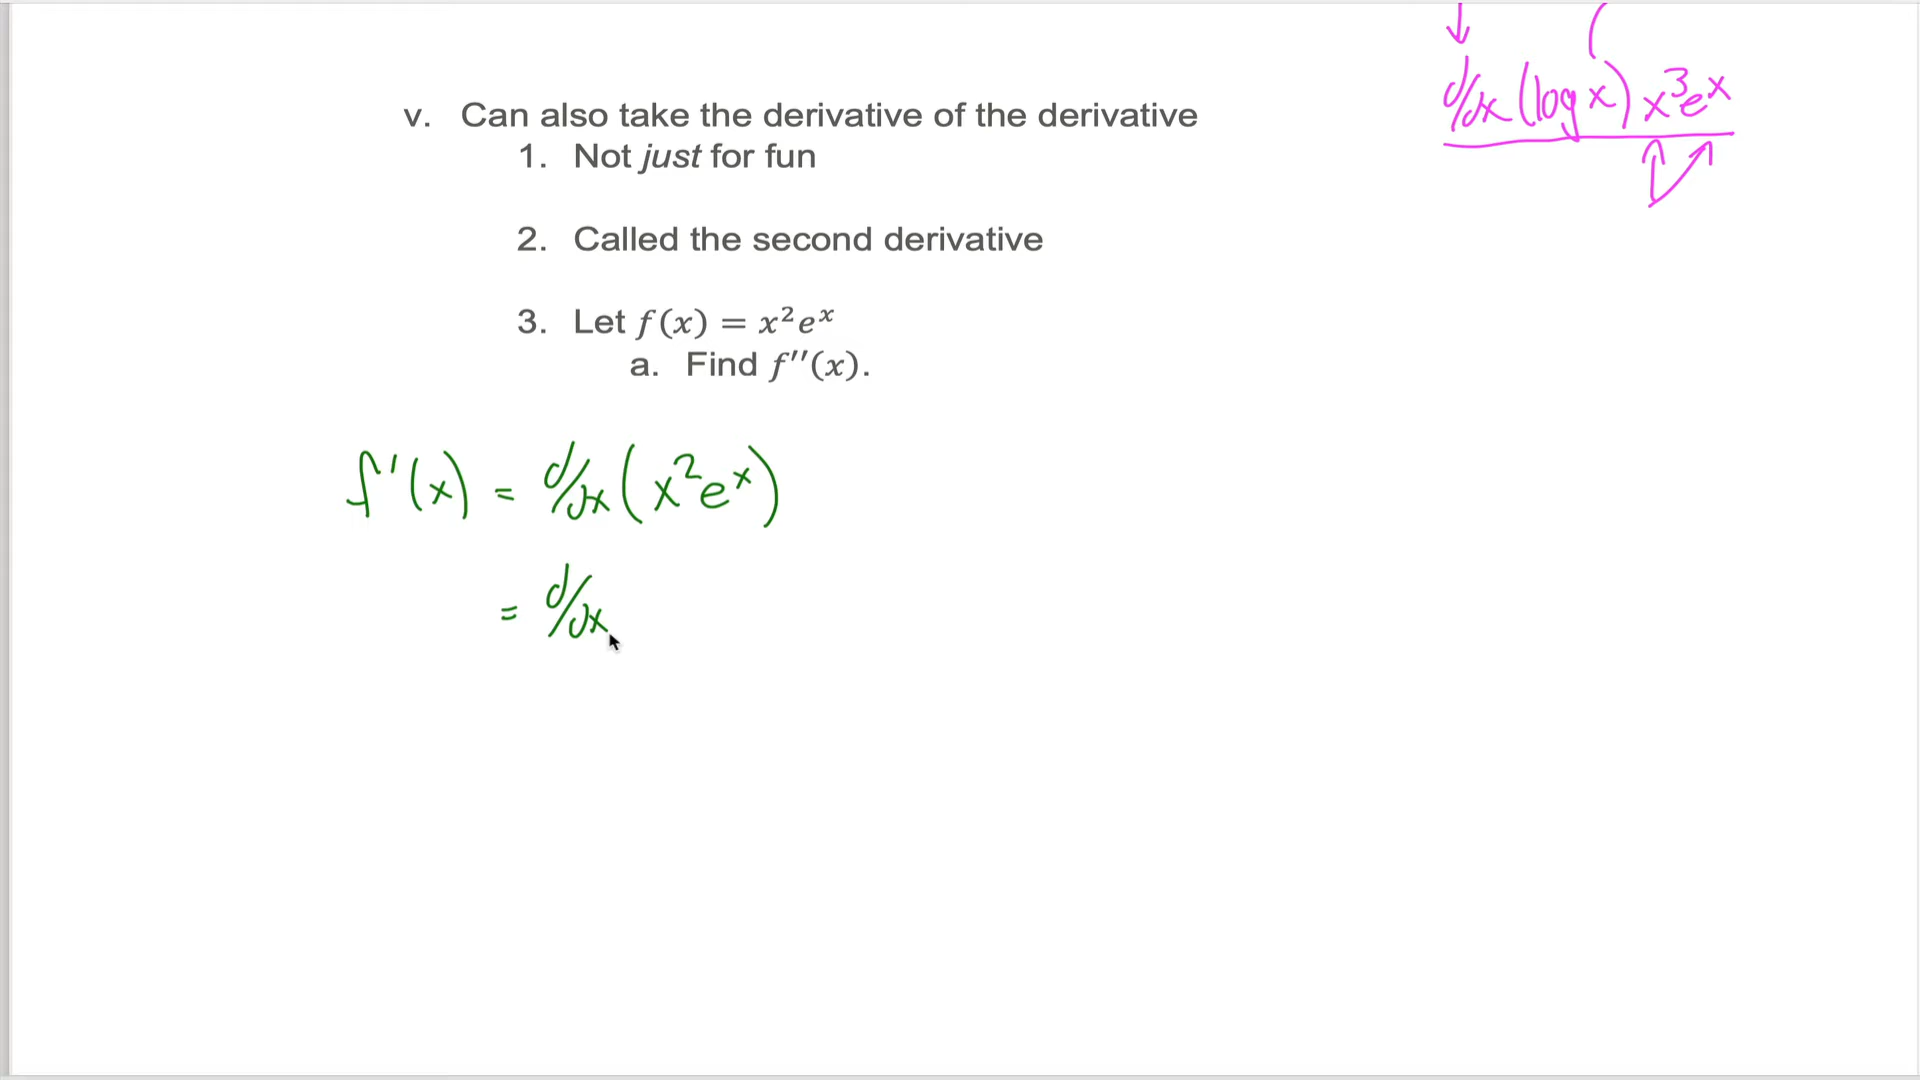 d/dx (log x) x³eˣ
v. Can also take the derivative of the derivative
1. Not just for fun
2. Called the second derivative
3. Let f(x) = x²eˣ
a. Find f″(x).
f'(x) = d/dx (x²eˣ)
= d/dx